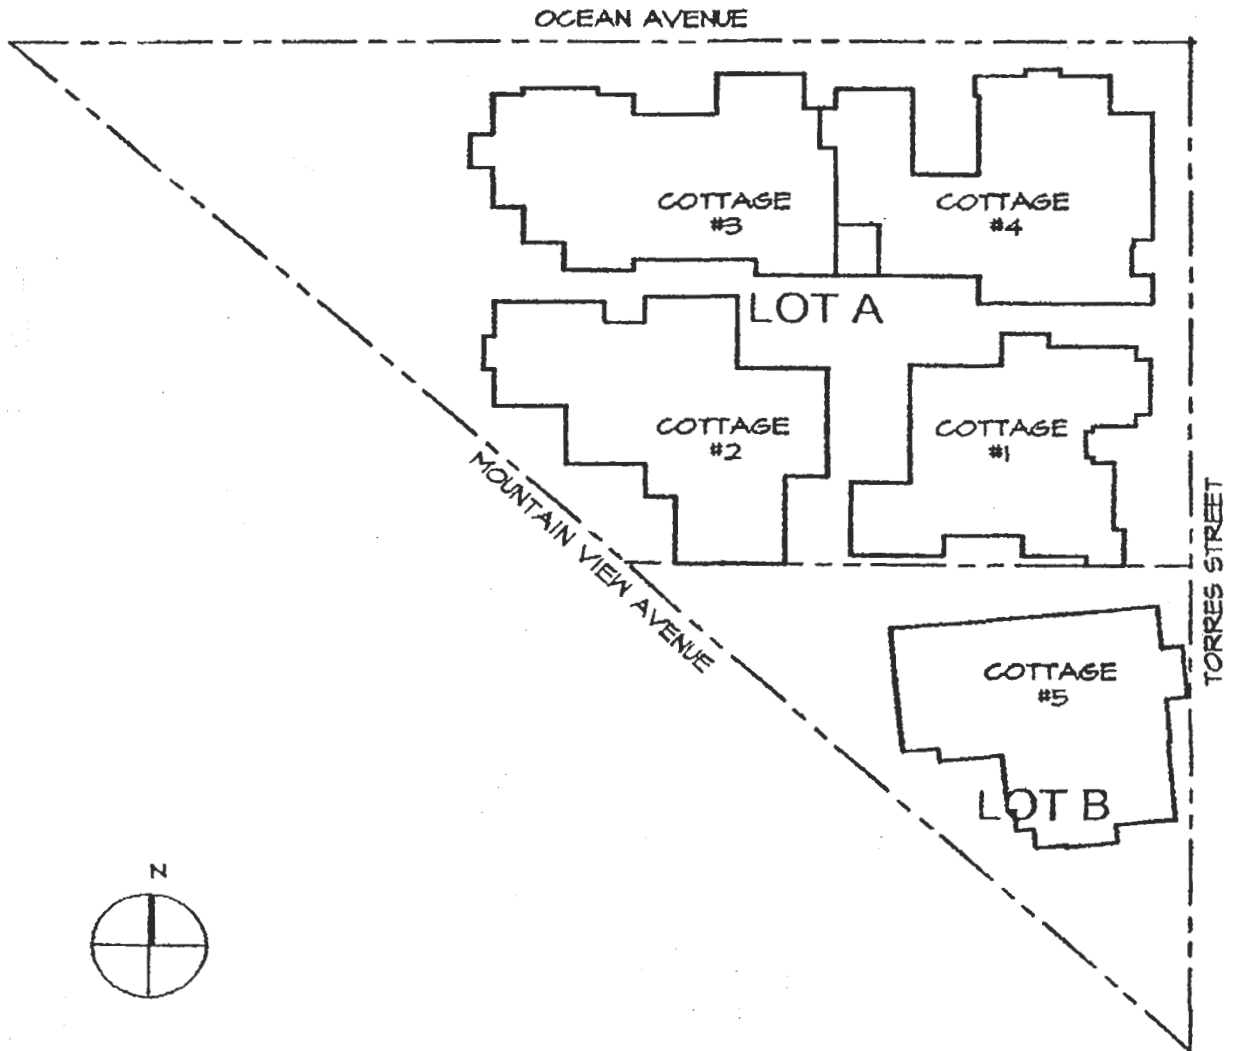 OCEAN AVENUE
COTTAGE
#3
COTTAGE
#4
LOT A
COTTAGE
#2
COTTAGE
#1
MOUNTAIN VIEW AVENUE
TORRES STREET
COTTAGE
#5
LOT B
N